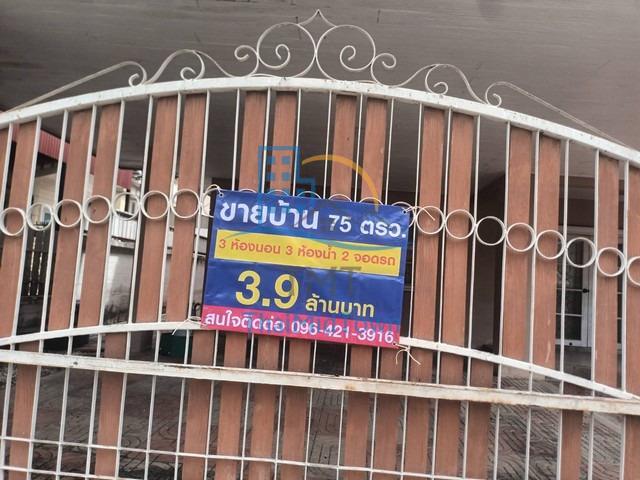 ขายบ้าน 75 ตรว.
3 ห้องนอน 3 ห้องน้ำ 2 จอดรถ
3.9 ล้านบาท
สนใจติดต่อ 096-421-3916